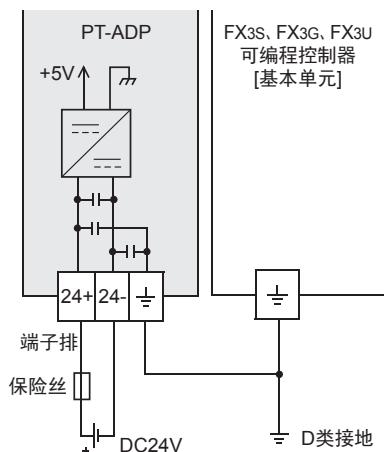 PT-ADP
FX3S、FX3G、FX3U
可编程控制器
[基本单元]
+5V
24+
24-
端子排
保险丝
DC24V
D类接地